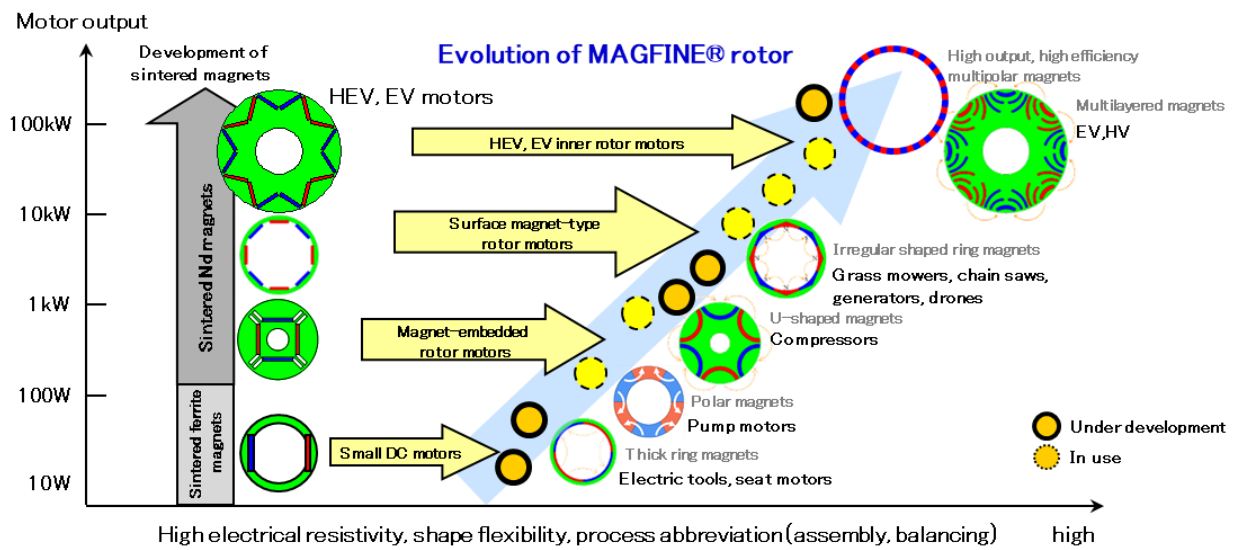 Motor output
Evolution of MAGFINE® rotor
Development of
sintered magnets
HEV, EV motors
High output, high efficiency
multipolar magnets
Multilayered magnets
EV,HV
100kW
HEV, EV inner rotor motors
10kW
Surface magnet-type
rotor motors
Irregular shaped ring magnets
Grass mowers, chain saws,
generators, drones
Sintered Nd magnets
1kW
Magnet-embedded
rotor motors
U-shaped magnets
Compressors
100W
Polar magnets
Pump motors
Sintered ferrite
magnets
Small DC motors
Thick ring magnets
Electric tools, seat motors
Under development
In use
10W
High electrical resistivity, shape flexibility, process abbreviation(assembly, balancing)
high